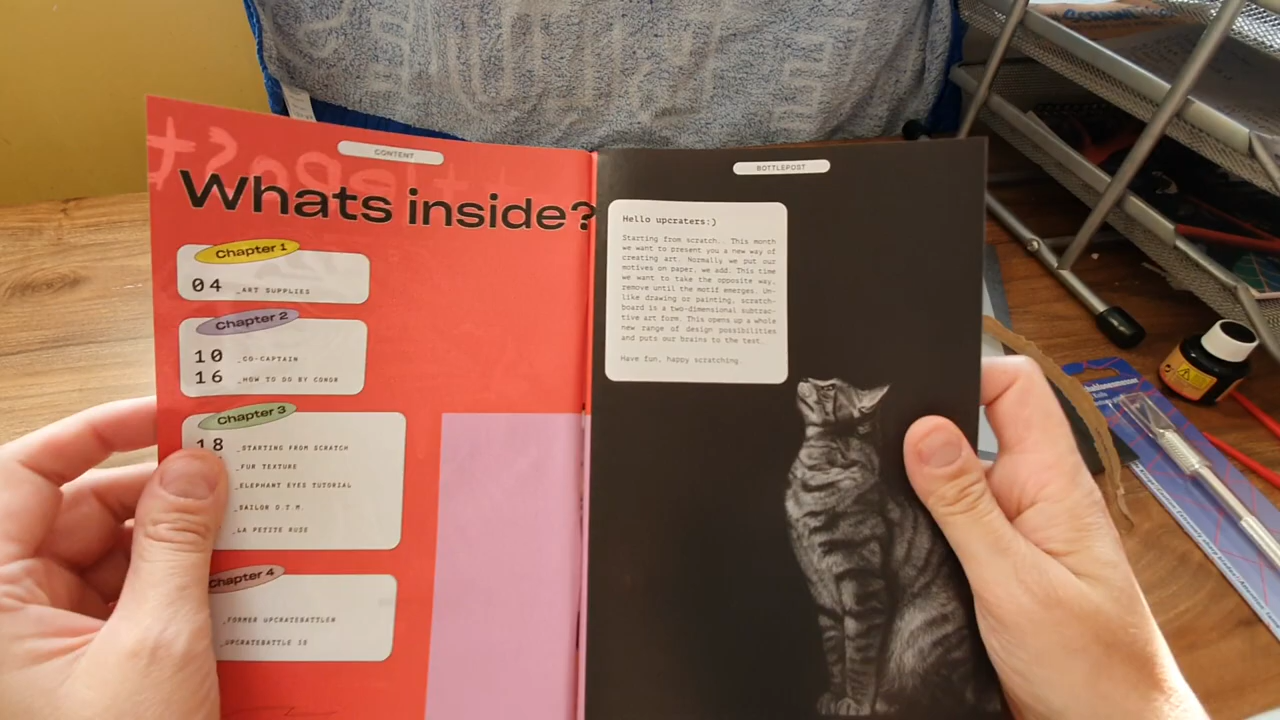 CONTENT
Whats inside?
Chapter 1
04 _ART SUPPLIES
Chapter 2
10 _CO-CAPTAIN
16 _HOW TO DO BY CONOR
Chapter 3
18 _STARTING FROM SCRATCH
_FUR TEXTURE
_ELEPHANT EYES TUTORIAL
_SAILOR D.T.M.
_LA PETITE RUSE
Chapter 4
_FORMER UPCRATEBATTLEN
_UPCRATEBATTLE 18
BOTTLEPOST
Hello upcraters:)
Starting from scratch.. This month
we want to present you a new way of
creating art. Normally we put our
motives on paper, we add. This time
we want to take the opposite way,
remove until the motif emerges. Un-
like drawing or painting, scratch-
board is a two-dimensional subtrac-
tive art form. This opens up a whole
new range of design possibilities
and puts our brains to the test.
Have fun, happy scratching.